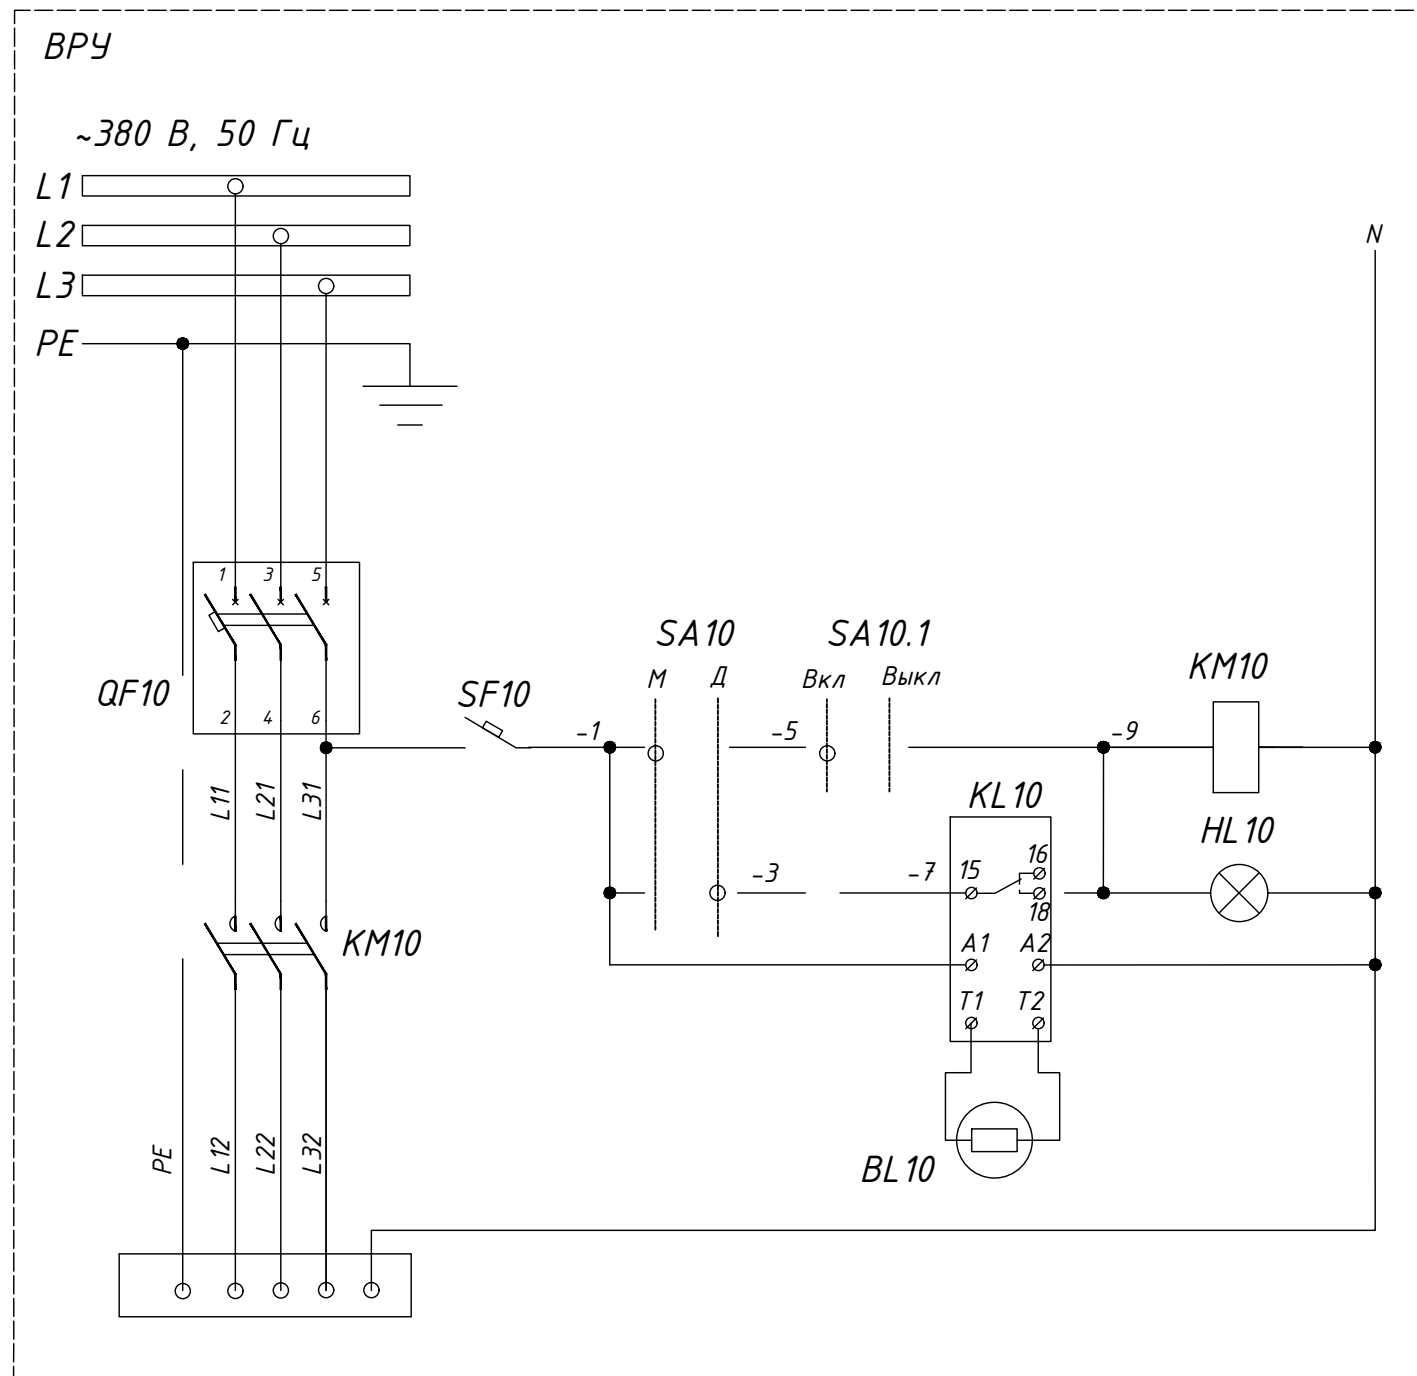 ВРУ
~380 В, 50 Гц
L1
L2
N
L3
PE
1 3 5
SA10 SA10.1
М Д Вкл Выкл
KM10
QF10
SF10
2 4 6
-1 -5 -9
L11 L21 L31
KL10
HL10
16
-3 -7 15
18
KM10
A1 A2
T1 T2
PE L12 L22 L32
BL10